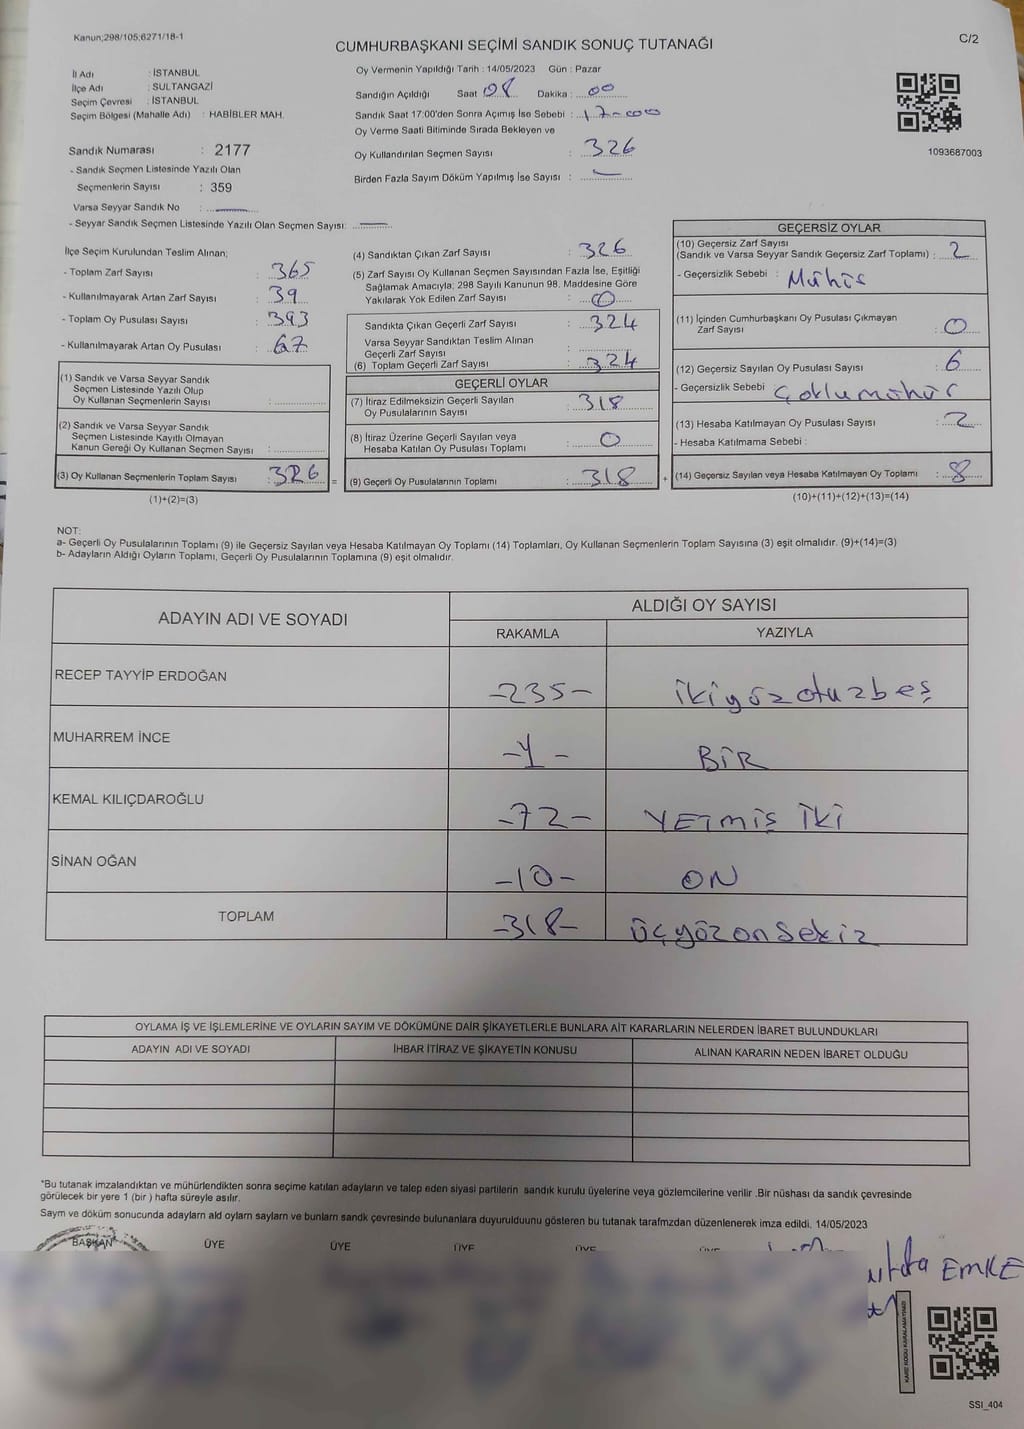 Kanun;298/105;6271/18-1
C/2
CUMHURBAŞKANI SEÇİMİ SANDIK SONUÇ TUTANAĞI
İl Adı : İSTANBUL
İlçe Adı : SULTANGAZİ
Seçim Çevresi : İSTANBUL
Seçim Bölgesi (Mahalle Adı) : HABİBLER MAH.
Oy Vermenin Yapıldığı Tarih : 14/05/2023 Gün : Pazar
Sandığın Açıldığı Saat 08 Dakika : 00
Sandık Saat 17:00'den Sonra Açımış İse Sebebi : 17-00
Oy Verme Saati Bitiminde Sırada Bekleyen ve
Oy Kullandırılan Seçmen Sayısı : 326
Birden Fazla Sayım Döküm Yapılmış İse Sayısı : —
1093687003
Sandık Numarası : 2177
- Sandık Seçmen Listesinde Yazılı Olan
Seçmenlerin Sayısı : 359
Varsa Seyyar Sandık No : —
- Seyyar Sandık Seçmen Listesinde Yazılı Olan Seçmen Sayısı: —
İlçe Seçim Kurulundan Teslim Alınan;
- Toplam Zarf Sayısı : 365
- Kullanılmayarak Artan Zarf Sayısı : 39
- Toplam Oy Pusulası Sayısı : 393
- Kullanılmayarak Artan Oy Pusulası : 67
(1) Sandık ve Varsa Seyyar Sandık
Seçmen Listesinde Yazılı Olup
Oy Kullanan Seçmenlerin Sayısı :
(2) Sandık ve Varsa Seyyar Sandık
Seçmen Listesinde Kayıtlı Olmayan
Kanun Gereği Oy Kullanan Seçmen Sayısı :
(3) Oy Kullanan Seçmenlerin Toplam Sayısı : 326
(1)+(2)=(3)
(4) Sandıktan Çıkan Zarf Sayısı : 326
(5) Zarf Sayısı Oy Kullanan Seçmen Sayısından Fazla İse, Eşitliği
Sağlamak Amacıyla; 298 Sayılı Kanunun 98. Maddesine Göre
Yakılarak Yok Edilen Zarf Sayısı : 0
Sandıkta Çıkan Geçerli Zarf Sayısı : 324
Varsa Seyyar Sandıktan Teslim Alınan
Geçerli Zarf Sayısı :
(6) Toplam Geçerli Zarf Sayısı : 324
GEÇERLİ OYLAR
(7) İtiraz Edilmeksizin Geçerli Sayılan
Oy Pusulalarının Sayısı : 318
(8) İtiraz Üzerine Geçerli Sayılan veya
Hesaba Katılan Oy Pusulası Toplamı : 0
= (9) Geçerli Oy Pusulalarının Toplamı : 318 +
GEÇERSİZ OYLAR
(10) Geçersiz Zarf Sayısı
(Sandık ve Varsa Seyyar Sandık Geçersiz Zarf Toplamı) : 2
- Geçersizlik Sebebi : Mühür
(11) İçinden Cumhurbaşkanı Oy Pusulası Çıkmayan
Zarf Sayısı : 0
(12) Geçersiz Sayılan Oy Pusulası Sayısı : 6
- Geçersizlik Sebebi : Çoklu mühür
(13) Hesaba Katılmayan Oy Pusulası Sayısı : 2
- Hesaba Katılmama Sebebi :
(14) Geçersiz Sayılan veya Hesaba Katılmayan Oy Toplamı : 8
(10)+(11)+(12)+(13)=(14)
NOT:
a- Geçerli Oy Pusulalarının Toplamı (9) ile Geçersiz Sayılan veya Hesaba Katılmayan Oy Toplamı (14) Toplamları, Oy Kullanan Seçmenlerin Toplam Sayısına (3) eşit olmalıdır. (9)+(14)=(3)
b- Adayların Aldığı Oyların Toplamı, Geçerli Oy Pusulalarının Toplamına (9) eşit olmalıdır.
ADAYIN ADI VE SOYADI
ALDIĞI OY SAYISI
RAKAMLA YAZIYLA
RECEP TAYYİP ERDOĞAN -235- ikiyüzotuzbeş
MUHARREM İNCE -1- BİR
KEMAL KILIÇDAROĞLU -72- YETMİŞ İKİ
SİNAN OĞAN -10- ON
TOPLAM -318- üçyüzonsekiz
OYLAMA İŞ VE İŞLEMLERİNE VE OYLARIN SAYIM VE DÖKÜMÜNE DAİR ŞİKAYETLERLE BUNLARA AİT KARARLARIN NELERDEN İBARET BULUNDUKLARI
ADAYIN ADI VE SOYADI İHBAR İTİRAZ VE ŞİKAYETİN KONUSU ALINAN KARARIN NEDEN İBARET OLDUĞU
*Bu tutanak imzalandıktan ve mühürlendikten sonra seçime katılan adayların ve talep eden siyasi partilerin sandık kurulu üyelerine veya gözlemcilerine verilir .Bir nüshası da sandık çevresinde
görülecek bir yere 1 (bir ) hafta süreyle asılır.
Sayım ve döküm sonucunda adayların ald oyların sayların ve bunların sandk çevresinde bulunanlara duyurulduunu gösteren bu tutanak tarafmzdan düzenlenerek imza edildi. 14/05/2023
BAŞKAN ÜYE ÜYE ÜYE ÜYE ÜYE
EMRE
KARE KODU KARALAMAYINIZ!
SSI_404